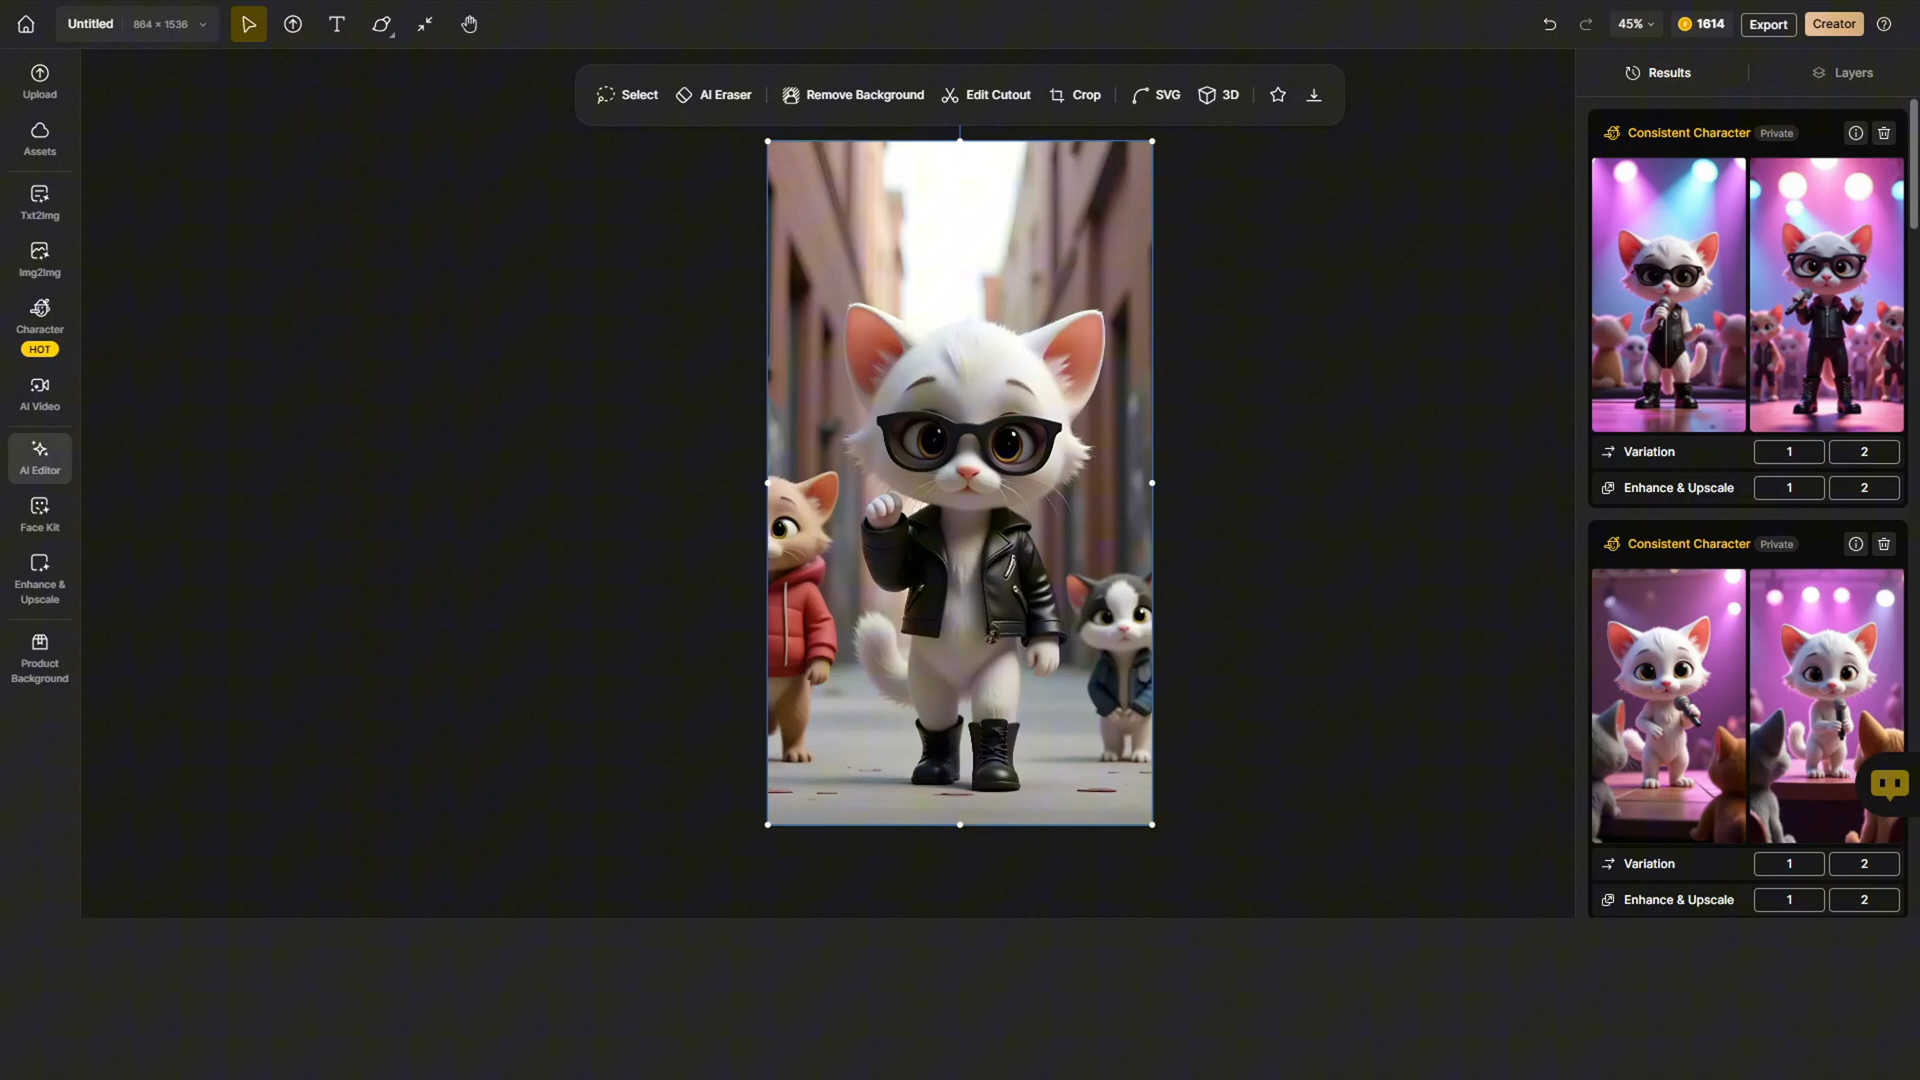 Untitled 864 × 1536
T
45%
1614
Export
Creator
Upload
Assets
Txt2Img
Img2Img
Character
HOT
AI Video
AI Editor
Face Kit
Enhance &
Upscale
Product
Background
Select
AI Eraser
Remove Background
Edit Cutout
Crop
SVG
3D
Results
Layers
Consistent Character Private
Variation 1 2
Enhance & Upscale 1 2
Consistent Character Private
Variation 1 2
Enhance & Upscale 1 2